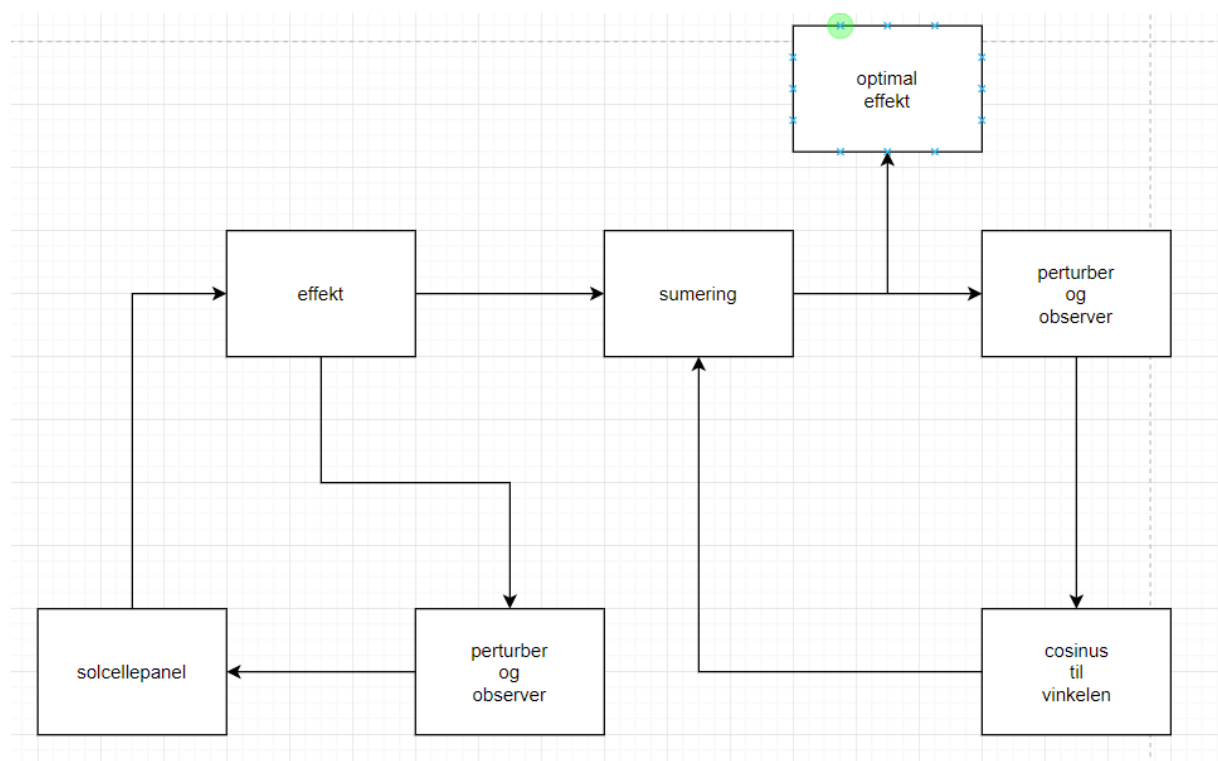 optimal
effekt
effekt
sumering
perturber
og
observer
solcellepanel
perturber
og
observer
cosinus
til
vinkelen